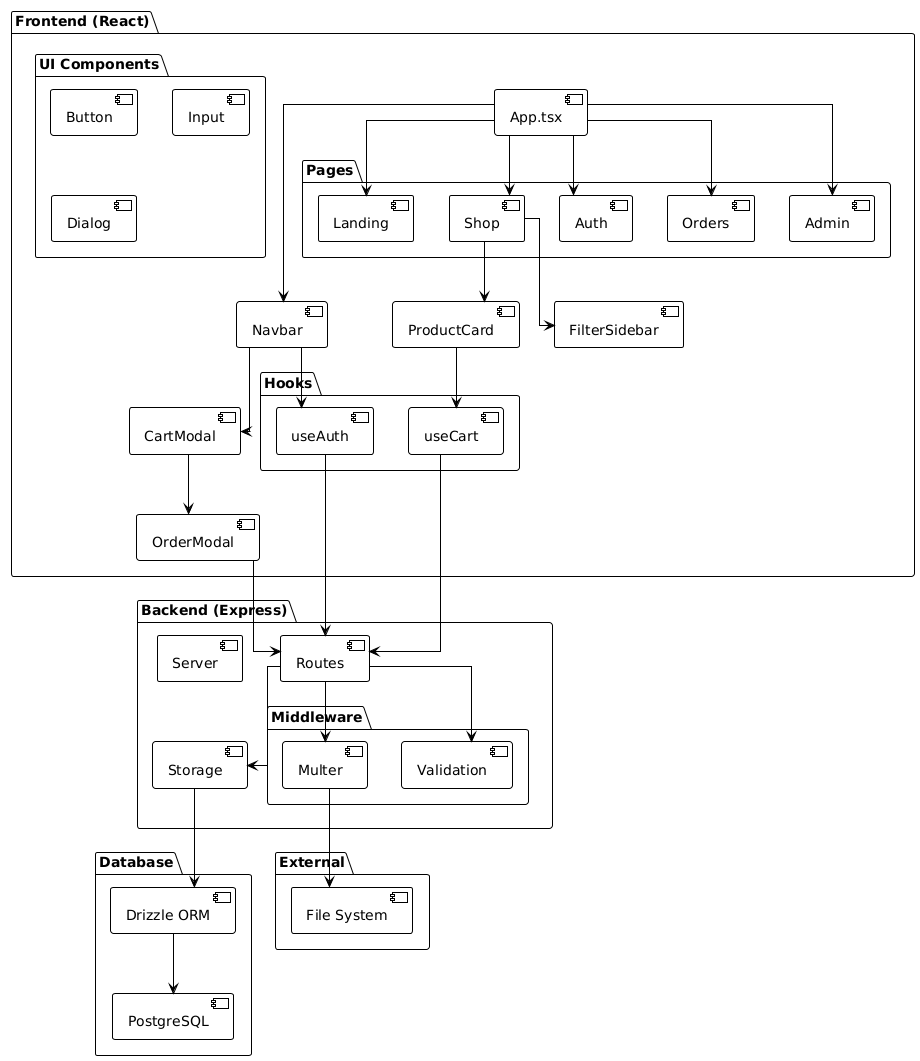 Frontend (React)
UI Components
Button
Input
Dialog
App.tsx
Pages
Landing
Shop
Auth
Orders
Admin
Navbar
ProductCard
FilterSidebar
Hooks
CartModal
useAuth
useCart
OrderModal
Backend (Express)
Server
Routes
Middleware
Storage
Multer
Validation
Database
External
Drizzle ORM
File System
PostgreSQL